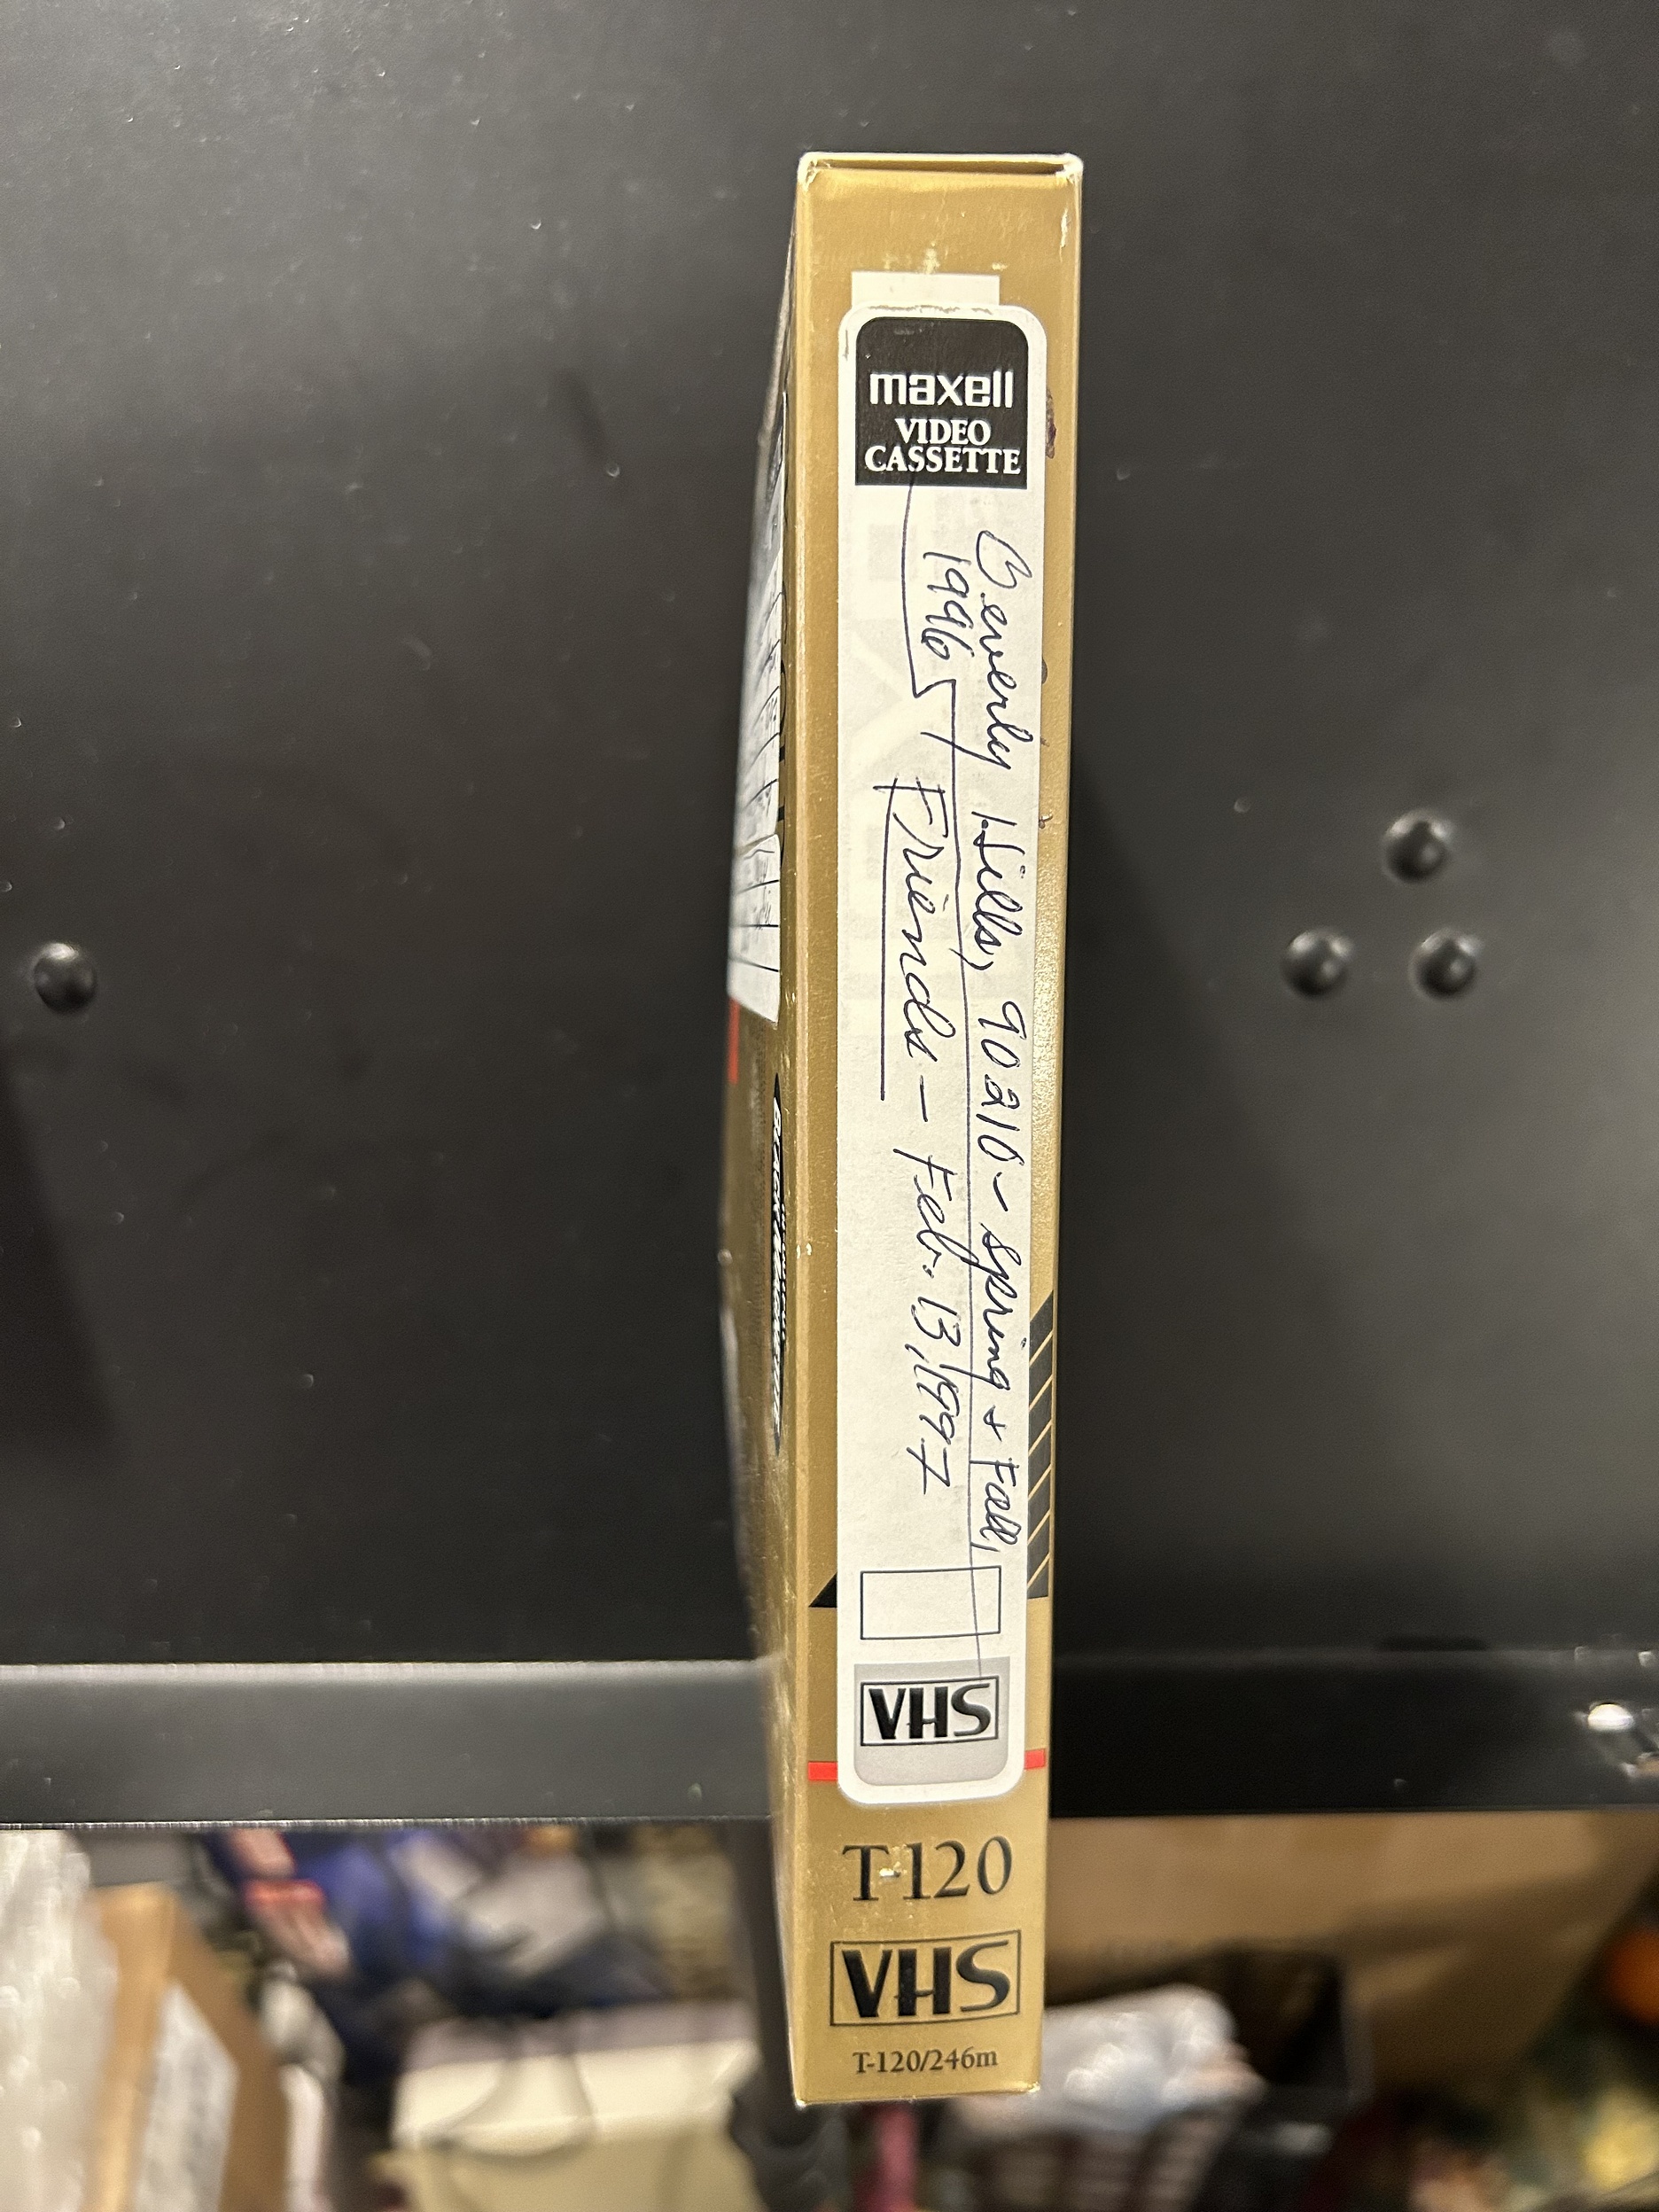 maxell
VIDEO
CASSETTE
Beverly Hills, 90210 - Spring + Fall,
1996
Friends - Feb. 13, 1997
VHS
T-120
VHS
T-120/246m